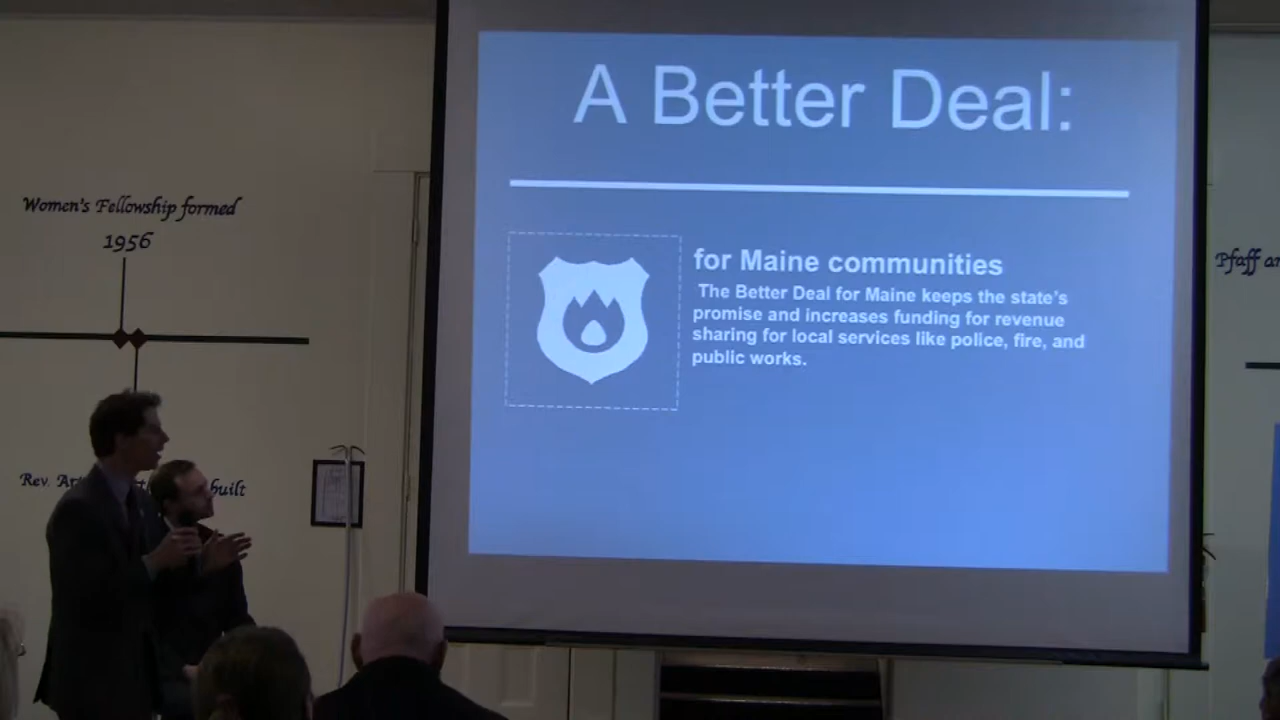 A Better Deal:
for Maine communities
The Better Deal for Maine keeps the state's
promise and increases funding for revenue
sharing for local services like police, fire, and
public works.
Women's Fellowship formed
1956
Rev.
built
Pfaff